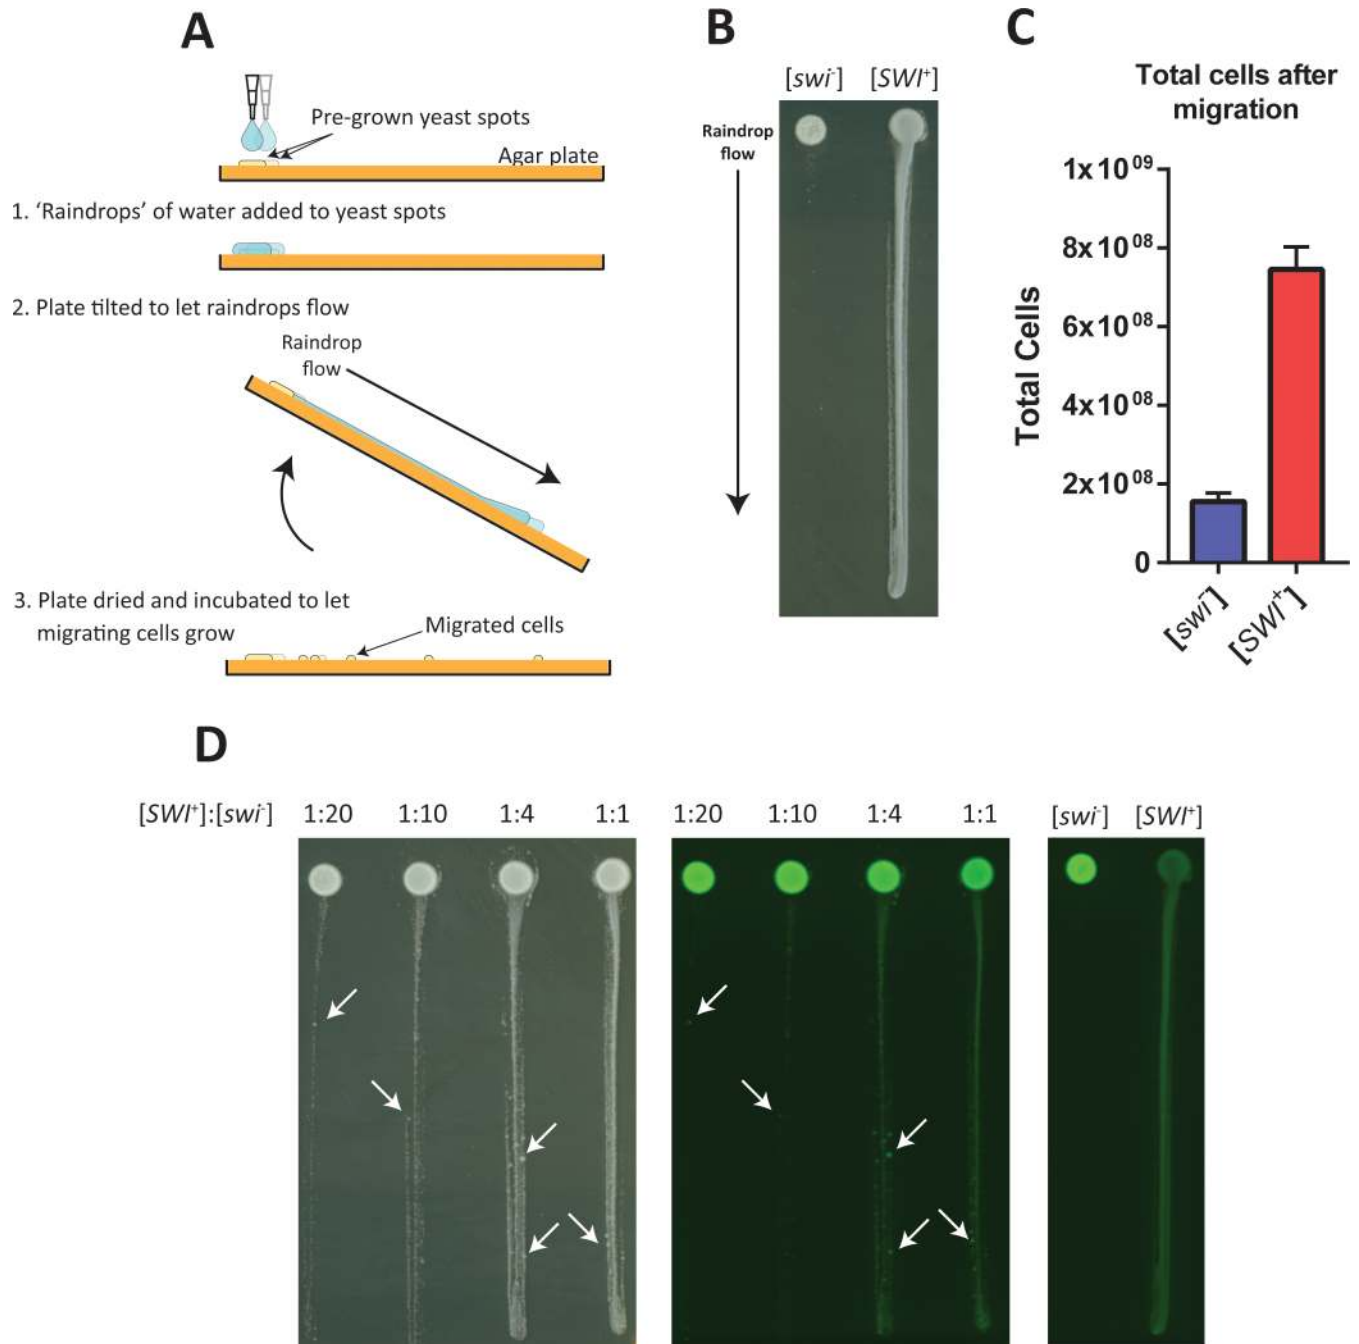 A
Pre-grown yeast spots
Agar plate
1. ‘Raindrops’ of water added to yeast spots
2. Plate tilted to let raindrops flow
Raindrop
flow
3. Plate dried and incubated to let
migrating cells grow
Migrated cells
B
[swi⁻] [SWI⁺]
Raindrop
flow
C
Total cells after
migration
Total Cells
1x10⁰⁹
8x10⁰⁸
6x10⁰⁸
4x10⁰⁸
2x10⁰⁸
0
[swi⁻] [SWI⁺]
D
[SWI⁺]:[swi⁻] 1:20 1:10 1:4 1:1 1:20 1:10 1:4 1:1 [swi⁻] [SWI⁺]